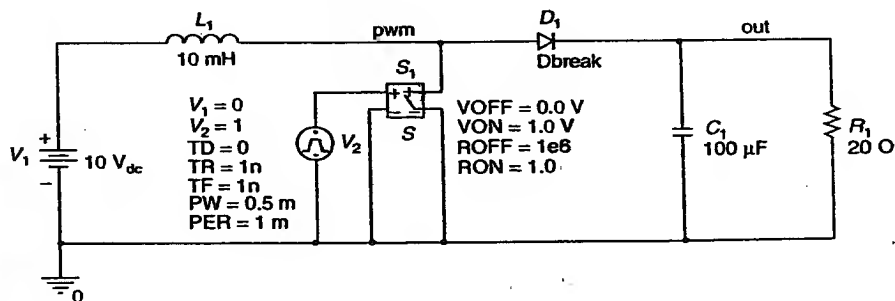 L₁
10 mH
pwm
D₁
Dbreak
out
S₁
+ +
S
V₁ = 0
V₂ = 1
TD = 0
TR = 1n
TF = 1n
PW = 0.5 m
PER = 1 m
V₂
VOFF = 0.0 V
VON = 1.0 V
ROFF = 1e6
RON = 1.0
C₁
100 µF
R₁
20 O
+
V₁
10 V_dc
−
0